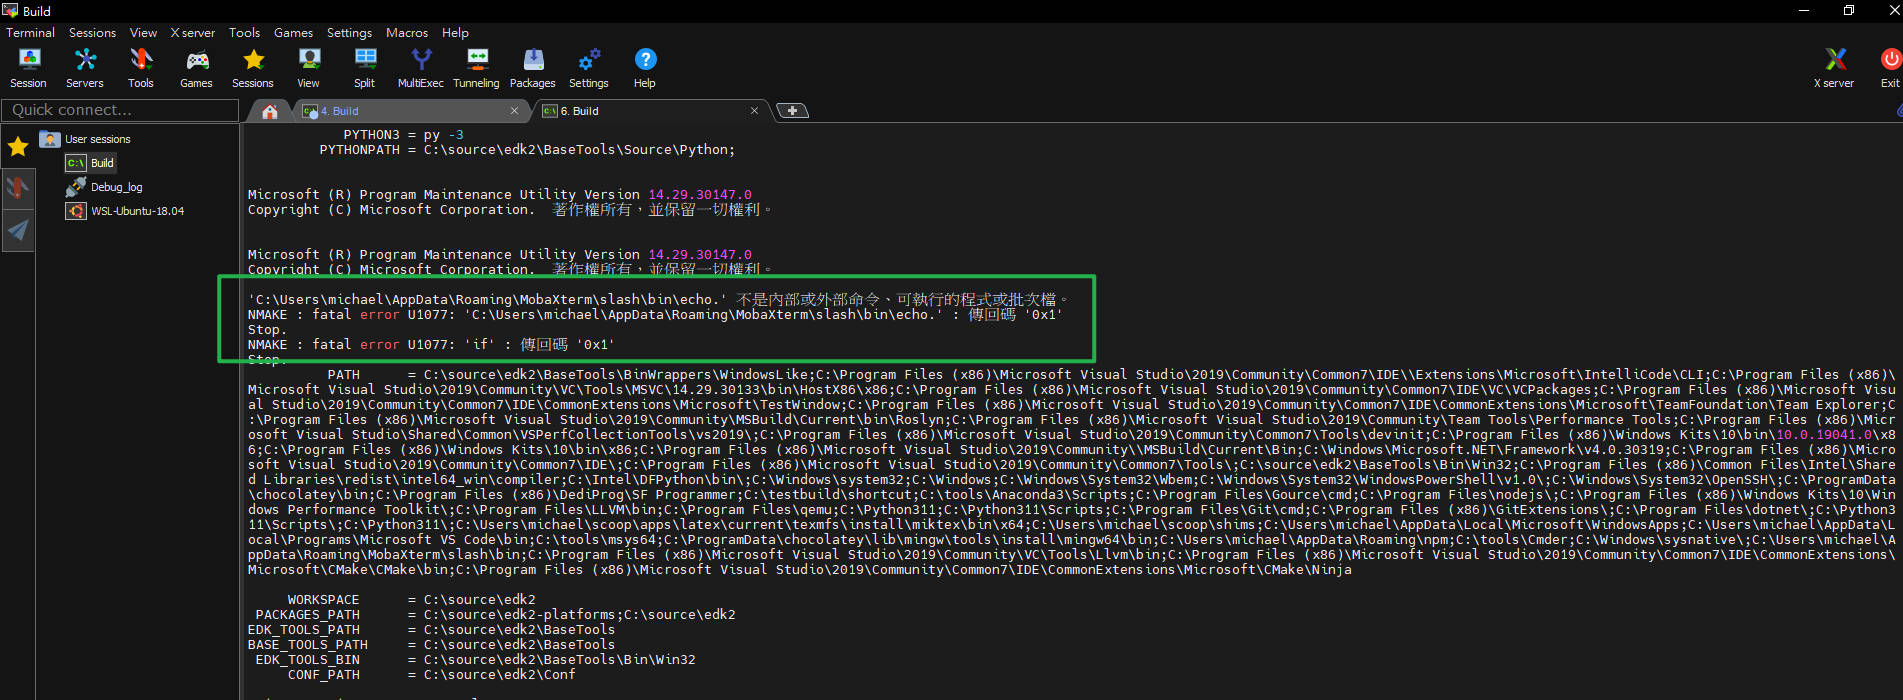 Build
Terminal Sessions View X server Tools Games Settings Macros Help
Session Servers Tools Games Sessions View Split MultiExec Tunneling Packages Settings Help X server Exit
Quick connect...
4. Build
6. Build
User sessions
Build
Debug_log
WSL-Ubuntu-18.04
PYTHON3 = py -3
PYTHONPATH = C:\source\edk2\BaseTools\Source\Python;
Microsoft (R) Program Maintenance Utility Version 14.29.30147.0
Copyright (C) Microsoft Corporation.  著作權所有，並保留一切權利。
Microsoft (R) Program Maintenance Utility Version 14.29.30147.0
Copyright (C) Microsoft Corporation.  著作權所有，並保留一切權利。
'C:\Users\michael\AppData\Roaming\MobaXterm\slash\bin\echo.' 不是內部或外部命令、可執行的程式或批次檔。
NMAKE : fatal error U1077: 'C:\Users\michael\AppData\Roaming\MobaXterm\slash\bin\echo.' : 傳回碼 '0x1'
Stop.
NMAKE : fatal error U1077: 'if' : 傳回碼 '0x1'
Stop.
PATH = C:\source\edk2\BaseTools\BinWrappers\WindowsLike;C:\Program Files (x86)\Microsoft Visual Studio\2019\Community\Common7\IDE\\Extensions\Microsoft\IntelliCode\CLI;C:\Program Files (x86)\
Microsoft Visual Studio\2019\Community\VC\Tools\MSVC\14.29.30133\bin\HostX86\x86;C:\Program Files (x86)\Microsoft Visual Studio\2019\Community\Common7\IDE\VC\VCPackages;C:\Program Files (x86)\Microsoft Visu
al Studio\2019\Community\Common7\IDE\CommonExtensions\Microsoft\TestWindow;C:\Program Files (x86)\Microsoft Visual Studio\2019\Community\Common7\IDE\CommonExtensions\Microsoft\TeamFoundation\Team Explorer;C
:\Program Files (x86)\Microsoft Visual Studio\2019\Community\MSBuild\Current\bin\Roslyn;C:\Program Files (x86)\Microsoft Visual Studio\2019\Community\Team Tools\Performance Tools;C:\Program Files (x86)\Micr
osoft Visual Studio\Shared\Common\VSPerfCollectionTools\vs2019\;C:\Program Files (x86)\Microsoft Visual Studio\2019\Community\Common7\Tools\devinit;C:\Program Files (x86)\Windows Kits\10\bin\10.0.19041.0\x8
6;C:\Program Files (x86)\Windows Kits\10\bin\x86;C:\Program Files (x86)\Microsoft Visual Studio\2019\Community\\MSBuild\Current\Bin;C:\Windows\Microsoft.NET\Framework\v4.0.30319;C:\Program Files (x86)\Micro
soft Visual Studio\2019\Community\Common7\IDE\;C:\Program Files (x86)\Microsoft Visual Studio\2019\Community\Common7\Tools\;C:\source\edk2\BaseTools\Bin\Win32;C:\Program Files (x86)\Common Files\Intel\Share
d Libraries\redist\intel64_win\compiler;C:\Intel\DFPython\bin\;C:\Windows\system32;C:\Windows;C:\Windows\System32\Wbem;C:\Windows\System32\WindowsPowerShell\v1.0\;C:\Windows\System32\OpenSSH\;C:\ProgramData
\chocolatey\bin;C:\Program Files (x86)\DediProg\SF Programmer;C:\testbuild\shortcut;C:\tools\Anaconda3\Scripts;C:\Program Files\Gource\cmd;C:\Program Files\nodejs\;C:\Program Files (x86)\Windows Kits\10\Win
dows Performance Toolkit\;C:\Program Files\LLVM\bin;C:\Program Files\qemu;C:\Python311;C:\Python311\Scripts;C:\Program Files\Git\cmd;C:\Program Files (x86)\GitExtensions\;C:\Program Files\dotnet\;C:\Python3
11\Scripts\;C:\Python311\;C:\Users\michael\scoop\apps\latex\current\texmfs\install\miktex\bin\x64;C:\Users\michael\scoop\shims;C:\Users\michael\AppData\Local\Microsoft\WindowsApps;C:\Users\michael\AppData\L
ocal\Programs\Microsoft VS Code\bin;C:\tools\msys64;C:\ProgramData\chocolatey\lib\mingw\tools\install\mingw64\bin;C:\Users\michael\AppData\Roaming\npm;C:\tools\Cmder;C:\Windows\sysnative\;C:\Users\michael\A
ppData\Roaming\MobaXterm\slash\bin;C:\Program Files (x86)\Microsoft Visual Studio\2019\Community\VC\Tools\Llvm\bin;C:\Program Files (x86)\Microsoft Visual Studio\2019\Community\Common7\IDE\CommonExtensions\
Microsoft\CMake\CMake\bin;C:\Program Files (x86)\Microsoft Visual Studio\2019\Community\Common7\IDE\CommonExtensions\Microsoft\CMake\Ninja
WORKSPACE = C:\source\edk2
PACKAGES_PATH = C:\source\edk2-platforms;C:\source\edk2
EDK_TOOLS_PATH = C:\source\edk2\BaseTools
BASE_TOOLS_PATH = C:\source\edk2\BaseTools
EDK_TOOLS_BIN = C:\source\edk2\BaseTools\Bin\Win32
CONF_PATH = C:\source\edk2\Conf